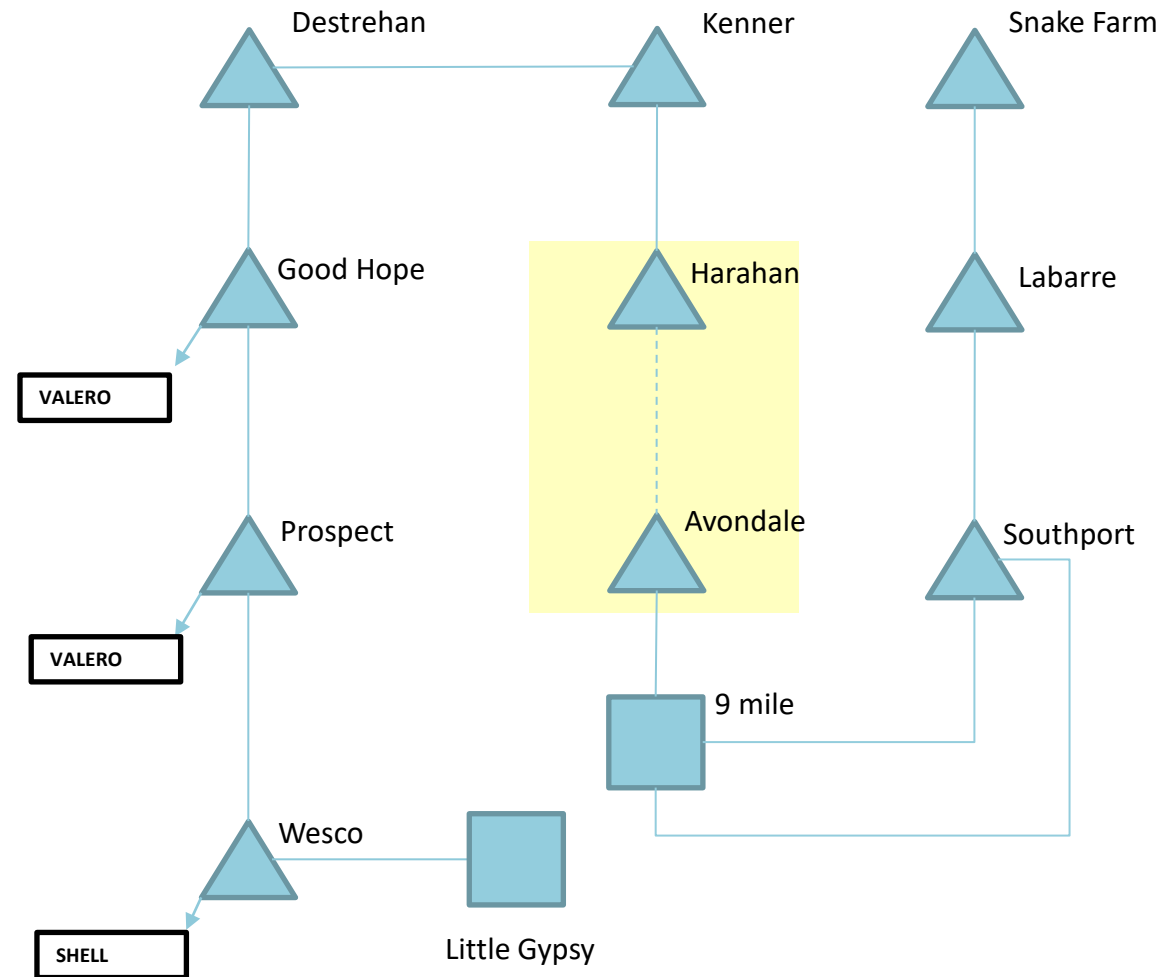 Destrehan
Kenner
Snake Farm
Good Hope
Harahan
Labarre
VALERO
Prospect
Avondale
Southport
VALERO
9 mile
Wesco
SHELL
Little Gypsy